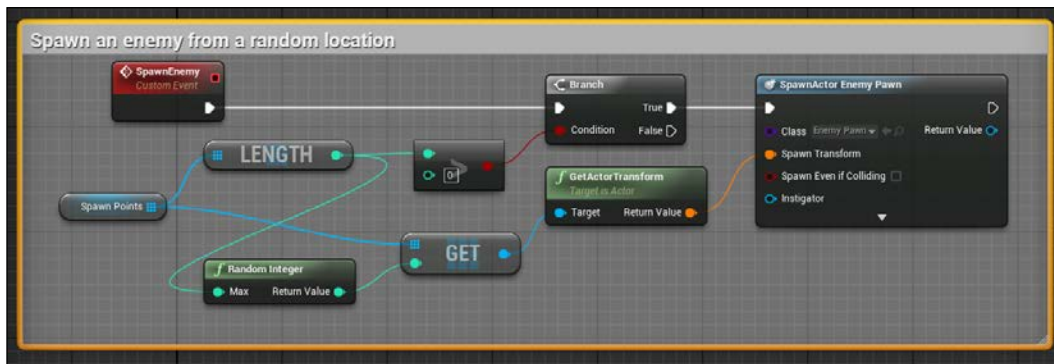 Spawn an enemy from a random location
SpawnEnemy
Custom Event
Branch
True
Condition
False
SpawnActor Enemy Pawn
Class
Enemy Pawn
Return Value
Spawn Transform
Spawn Even if Colliding
Instigator
LENGTH
>
0
GetActorTransform
Target is Actor
Target
Return Value
Spawn Points
GET
Random Integer
Max
Return Value